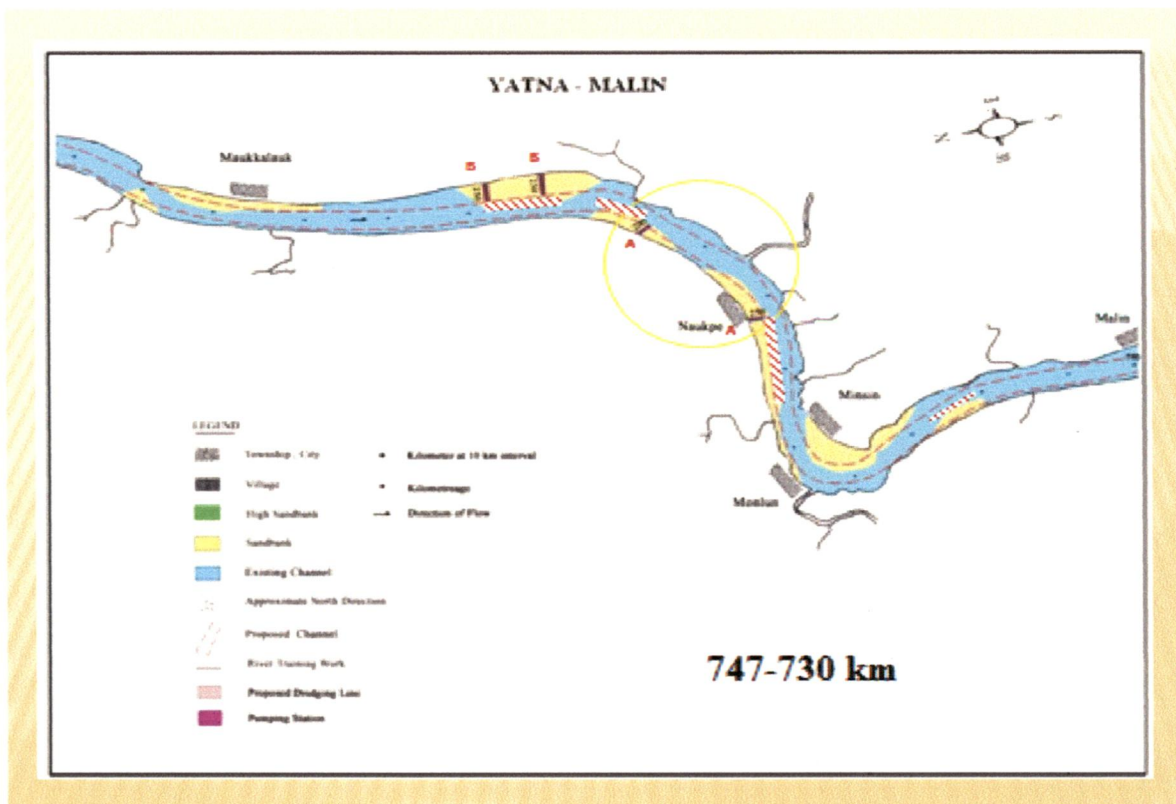 YATNA - MALIN
Maukkalauk
B B
A
Naukpe
A
Malin
Minsin
Monlun
LEGEND
Township, City
Village
High Sandbank
Sandbank
Existing Channel
Approximate North Direction
Proposed Channel
River Training Work
Proposed Dredging Line
Pumping Station
Kilometer at 10 km interval
Kilometreage
Direction of Flow
747-730 km